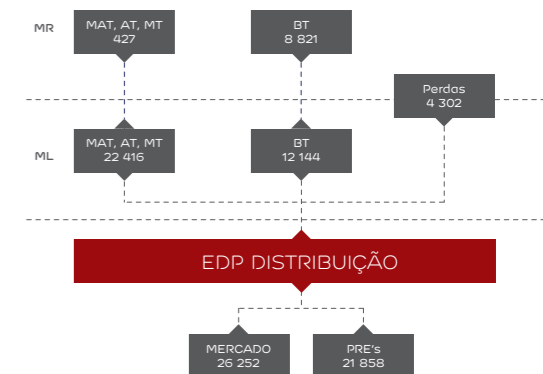 MR
MAT, AT, MT
427
BT
8 821
Perdas
4 302
ML
MAT, AT, MT
22 416
BT
12 144
EDP DISTRIBUIÇÃO
MERCADO
26 252
PRE's
21 858